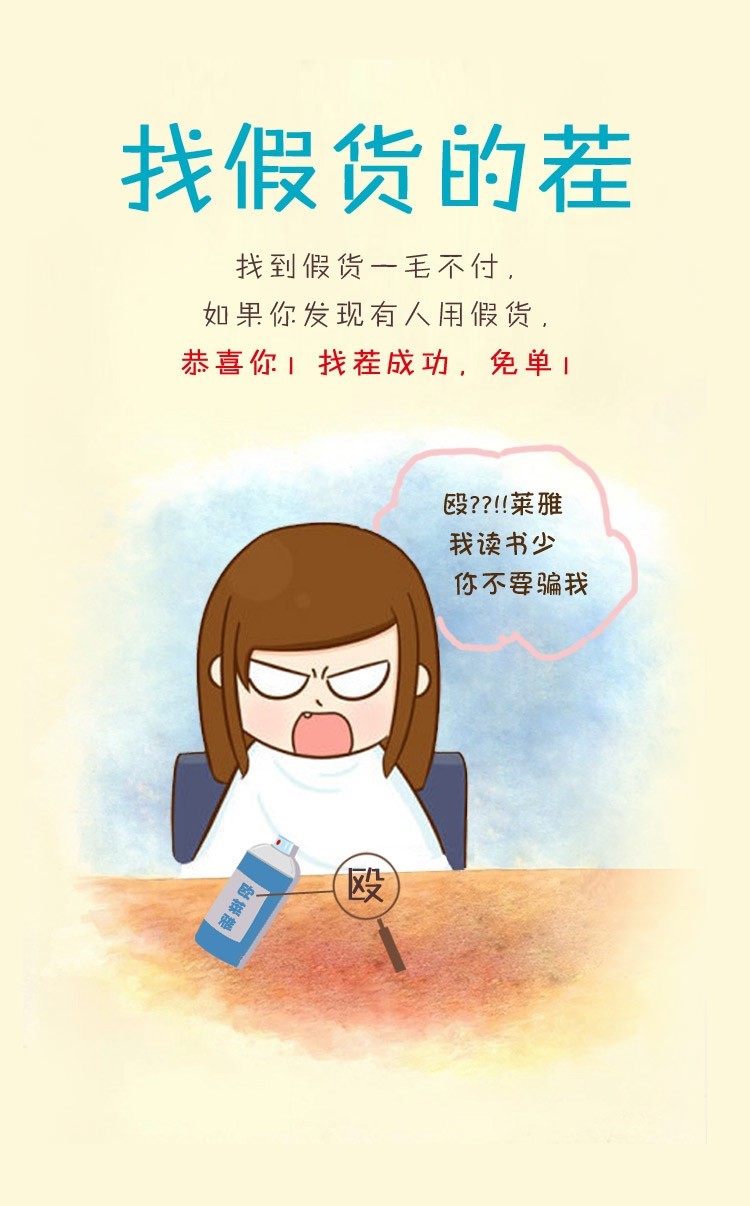 找假货的茬
找到假货一毛不付，
如果你发现有人用假货，
恭喜你！找茬成功，免单！
殴??!!莱雅
我读书少
你不要骗我
殴
殴莱雅